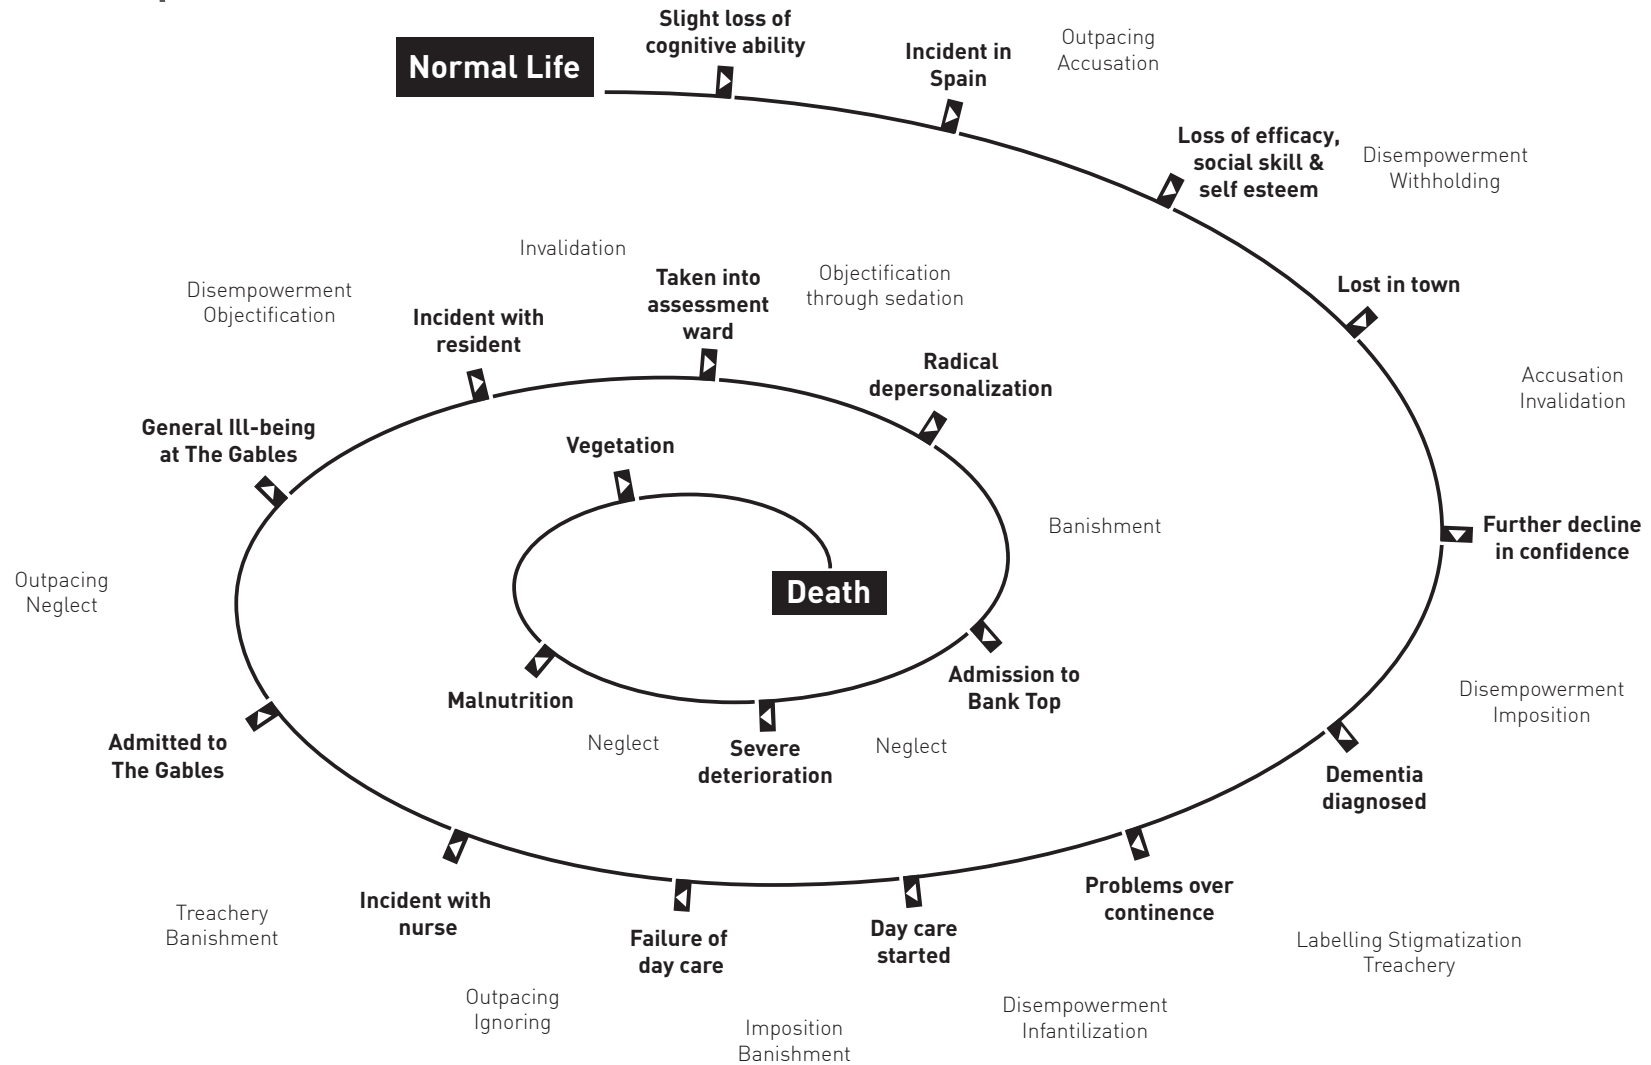 Normal Life
Slight loss of
cognitive ability
Incident in
Spain
Outpacing
Accusation
Loss of efficacy,
social skill &
self esteem
Disempowerment
Withholding
Lost in town
Accusation
Invalidation
Further decline
in confidence
Disempowerment
Imposition
Dementia
diagnosed
Labelling Stigmatization
Treachery
Problems over
continence
Disempowerment
Infantilization
Day care
started
Imposition
Banishment
Failure of
day care
Outpacing
Ignoring
Incident with
nurse
Treachery
Banishment
Admitted to
The Gables
Outpacing
Neglect
General Ill-being
at The Gables
Disempowerment
Objectification
Incident with
resident
Invalidation
Taken into
assessment
ward
Objectification
through sedation
Radical
depersonalization
Banishment
Admission to
Bank Top
Neglect
Severe
deterioration
Neglect
Malnutrition
Vegetation
Death